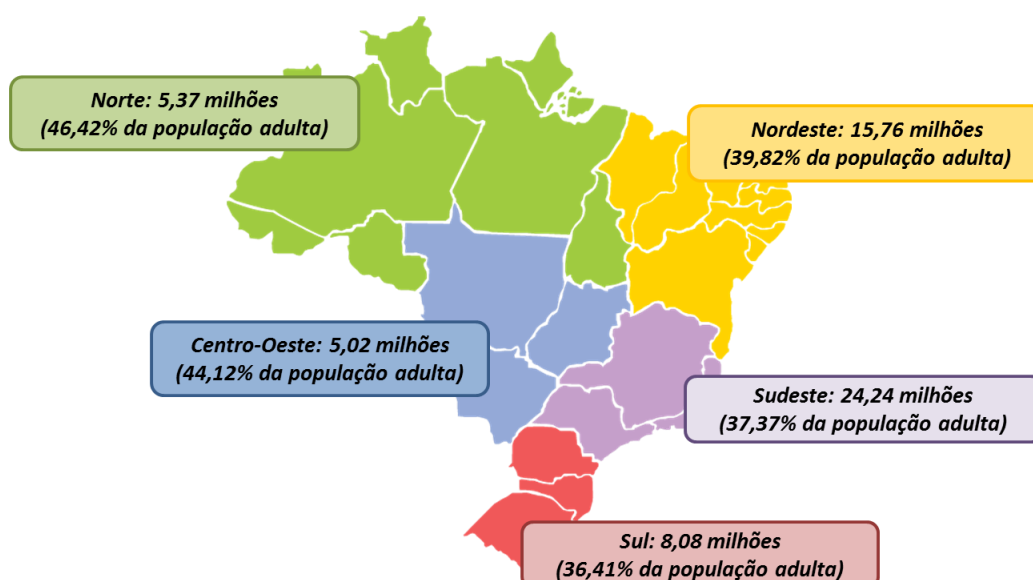 Norte: 5,37 milhões
(46,42% da população adulta)
Nordeste: 15,76 milhões
(39,82% da população adulta)
Centro-Oeste: 5,02 milhões
(44,12% da população adulta)
Sudeste: 24,24 milhões
(37,37% da população adulta)
Sul: 8,08 milhões
(36,41% da população adulta)